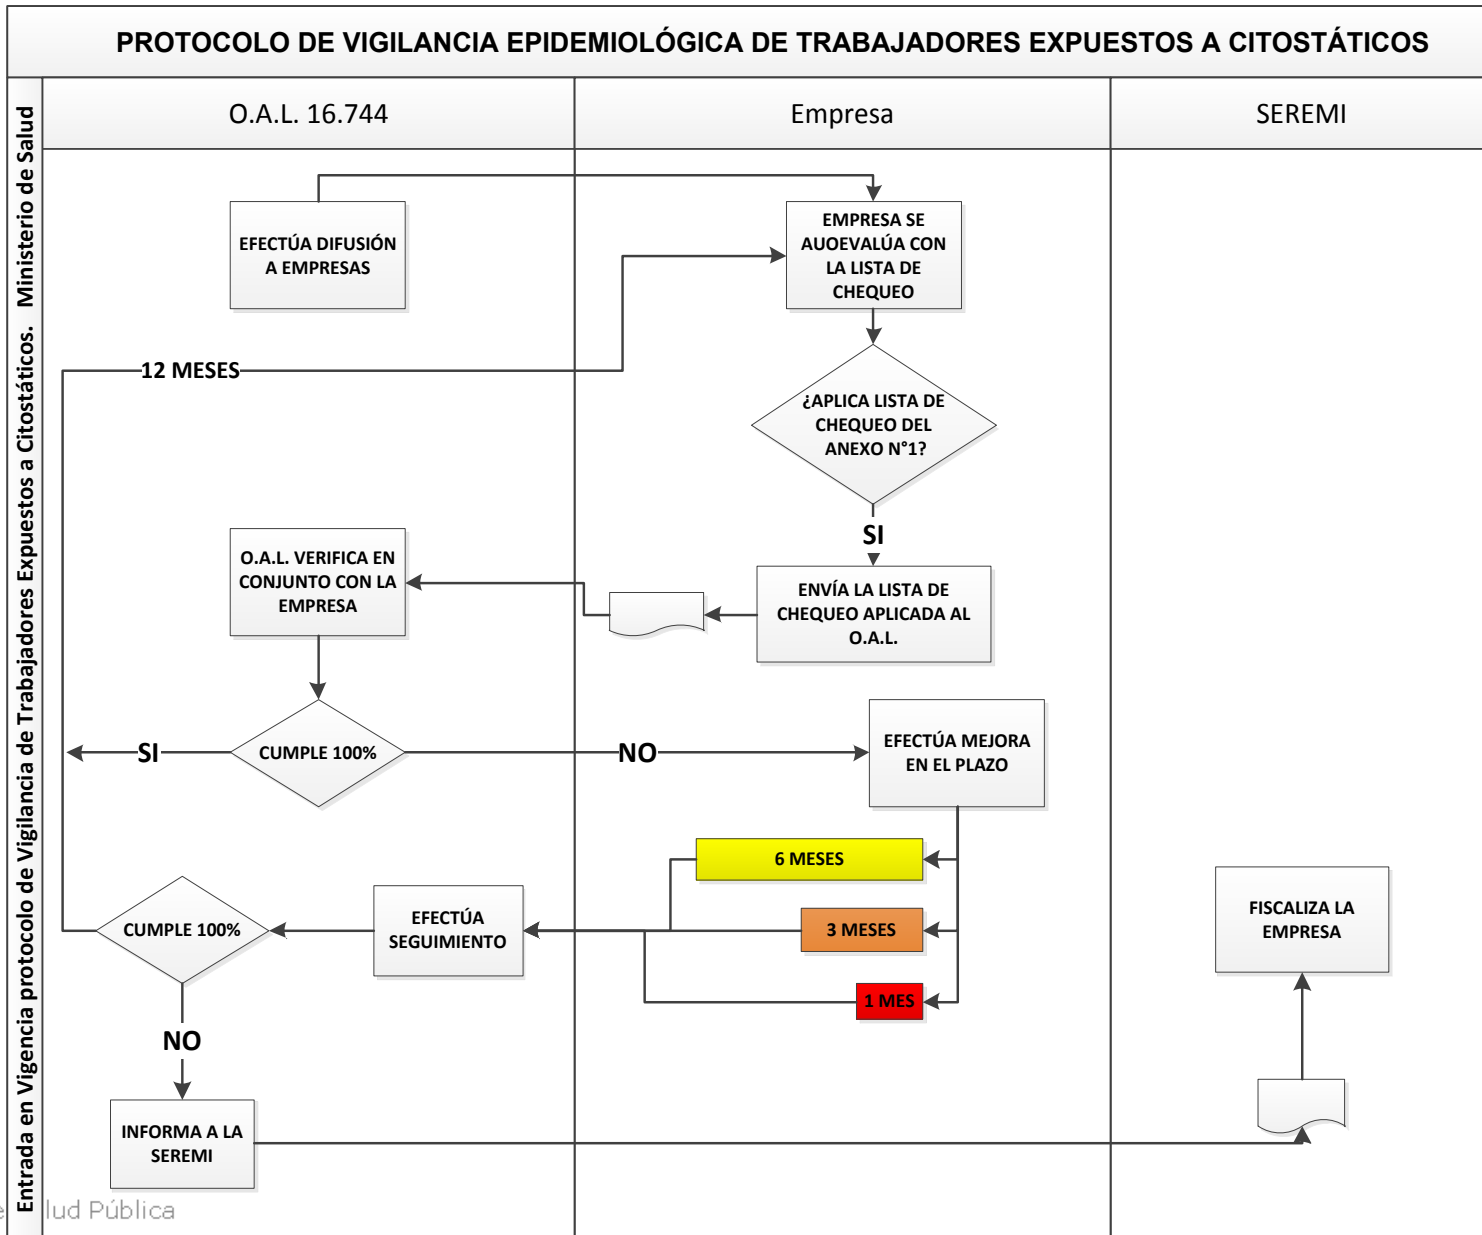 PROTOCOLO DE VIGILANCIA EPIDEMIOLÓGICA DE TRABAJADORES EXPUESTOS A CITOSTÁTICOS
Entrada en Vigencia protocolo de Vigilancia de Trabajadores Expuestos a Citostáticos. Ministerio de Salud
O.A.L. 16.744
Empresa
SEREMI
EFECTÚA DIFUSIÓN
A EMPRESAS
EMPRESA SE
AUOEVALÚA CON
LA LISTA DE
CHEQUEO
12 MESES
¿APLICA LISTA DE
CHEQUEO DEL
ANEXO N°1?
SI
O.A.L. VERIFICA EN
CONJUNTO CON LA
EMPRESA
ENVÍA LA LISTA DE
CHEQUEO APLICADA AL
O.A.L.
SI
CUMPLE 100%
NO
EFECTÚA MEJORA
EN EL PLAZO
6 MESES
3 MESES
1 MES
EFECTÚA
SEGUIMIENTO
CUMPLE 100%
NO
INFORMA A LA
SEREMI
FISCALIZA LA
EMPRESA
lud Pública